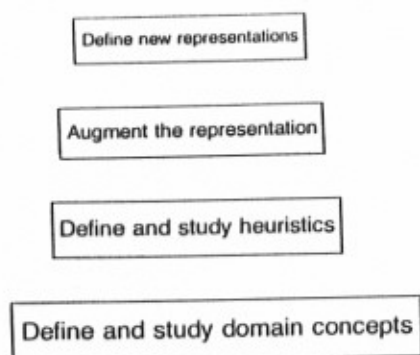 Define new representations
Augment the representation
Define and study heuristics
Define and study domain concepts